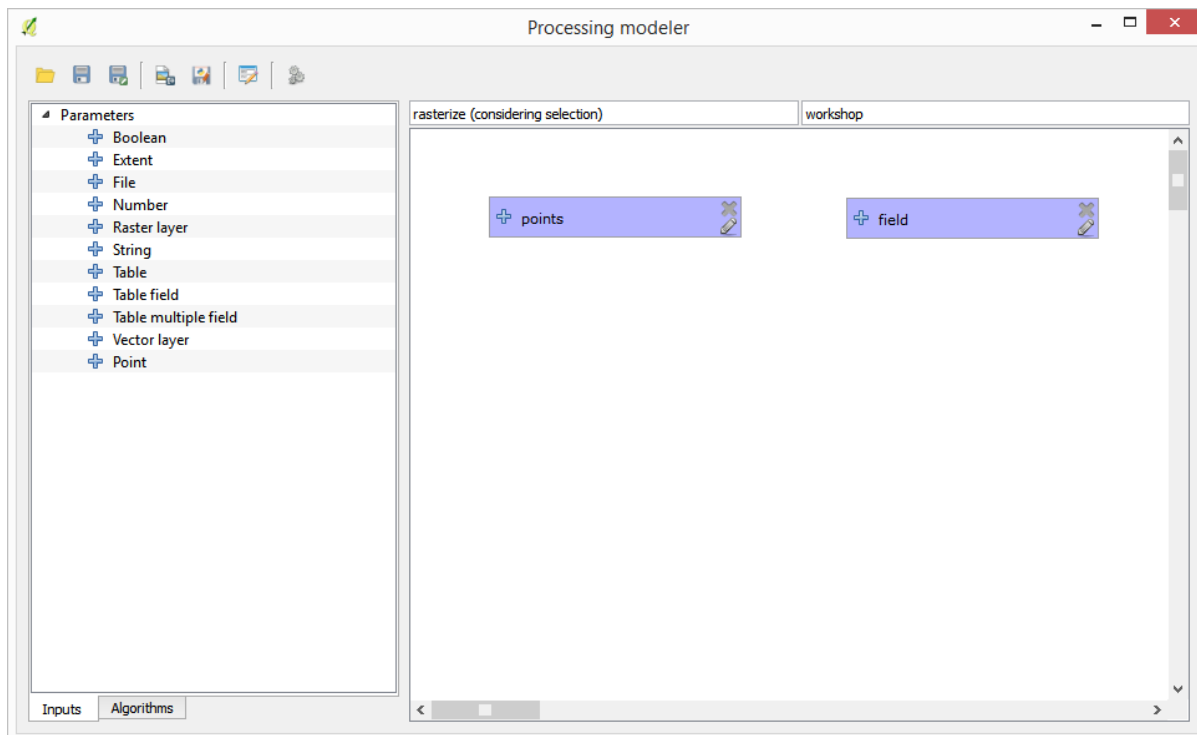 Processing modeler
Parameters
Boolean
Extent
File
Number
Raster layer
String
Table
Table field
Table multiple field
Vector layer
Point
Inputs
Algorithms
rasterize (considering selection)
workshop
points
field